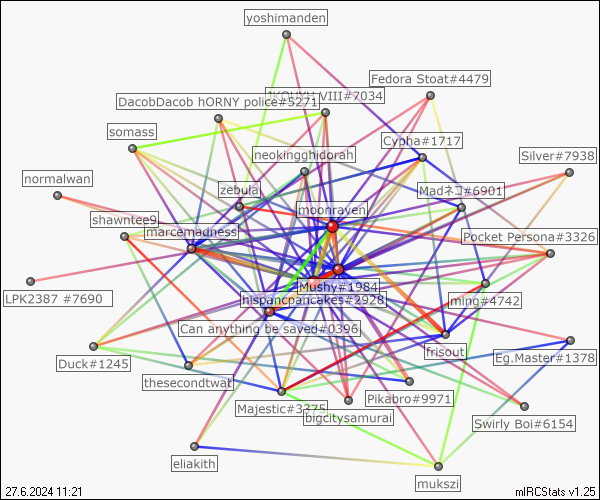 yoshimanden
Fedora Stoat#4479
VIII#7034
DacobDacob hORNY police#5271
somass
Cypha#1717
neokingghidorah
Silver#7938
normalwan
zebula
Madネコ#6901
moonraven
shawntee9
marcemadness
Pocket Persona#3326
Mushy#1984
LPK2387 #7690
hispancpancakes#2928
ming#4742
Can anything be saved#0396
frisout
Eg.Master#1378
Duck#1245
thesecondtwat
Pikabro#9971
Majestic#3275
bigcitysamurai
Swirly Boi#6154
eliakith
mukszi
27.6.2024 11:21
mIRCStats v1.25